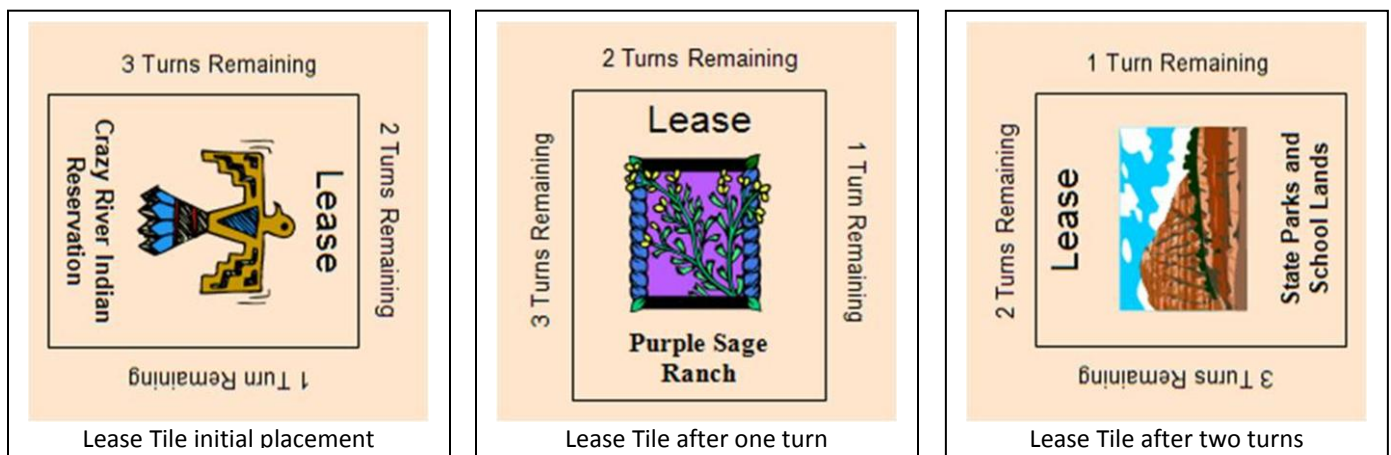 3 Turns Remaining
2 Turns Remaining
Lease
Crazy River Indian
Reservation
1 Turn Remaining
Lease Tile initial placement
2 Turns Remaining
3 Turns Remaining
Lease
1 Turn Remaining
Purple Sage
Ranch
Lease Tile after one turn
1 Turn Remaining
2 Turns Remaining
Lease
State Parks and
School Lands
3 Turns Remaining
Lease Tile after two turns